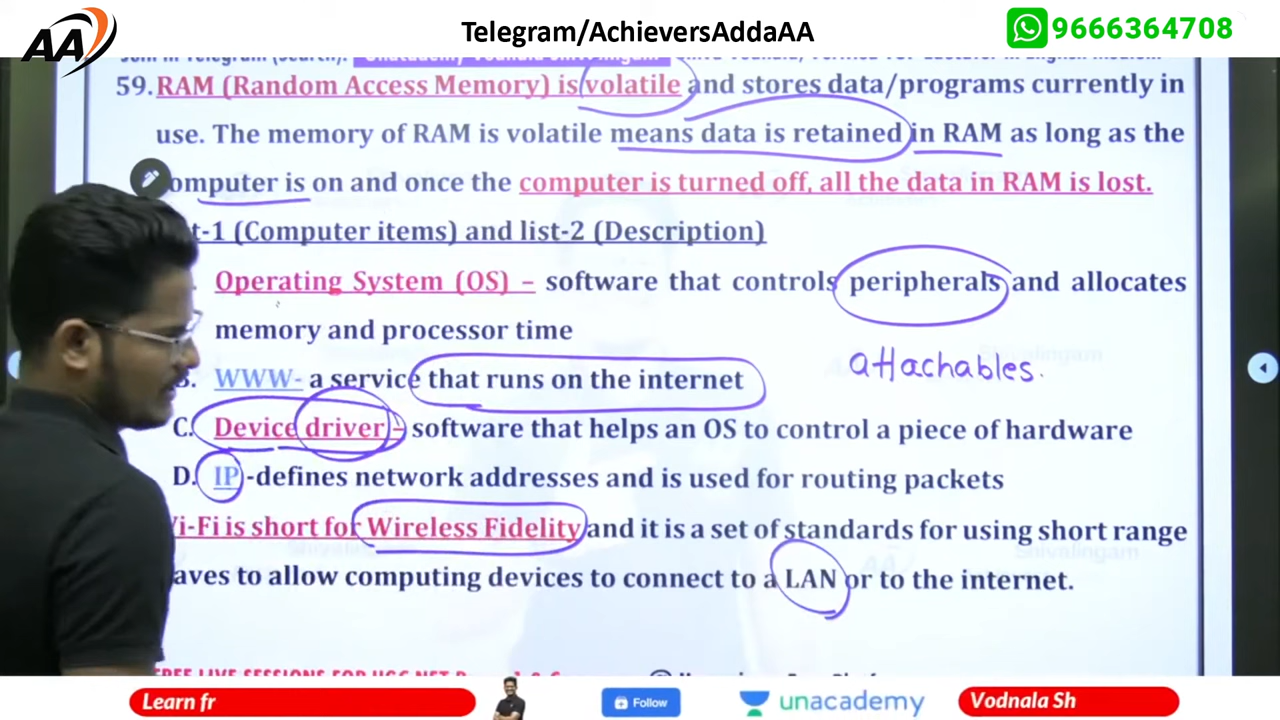 AA
Telegram/AchieversAddaAA
9666364708
59. RAM (Random Access Memory) is volatile and stores data/programs currently in
use. The memory of RAM is volatile means data is retained in RAM as long as the
omputer is on and once the computer is turned off, all the data in RAM is lost.
t-1 (Computer items) and list-2 (Description)
Operating System (OS) – software that controls peripherals and allocates
memory and processor time
attachables.
B. WWW- a service that runs on the internet
C. Device driver – software that helps an OS to control a piece of hardware
D. IP -defines network addresses and is used for routing packets
i-Fi is short for Wireless Fidelity and it is a set of standards for using short range
aves to allow computing devices to connect to a LAN or to the internet.
Learn fr
Follow
unacademy
Vodnala Sh